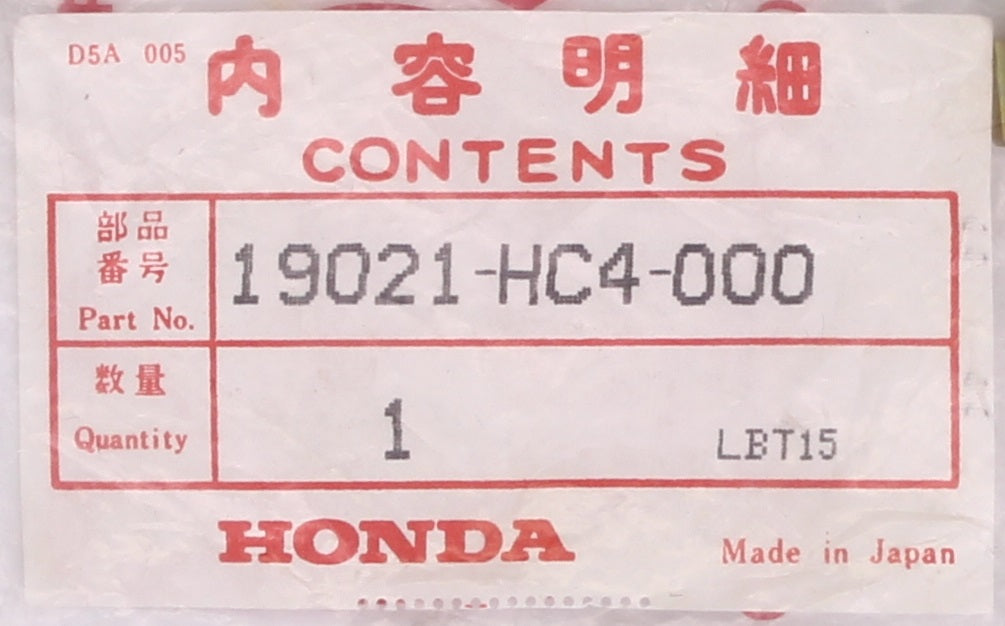 D5A 005
内容明細
CONTENTS
部品
番号
Part No.
19021-HC4-000
数量
Quantity
1
LBT15
HONDA
Made in Japan